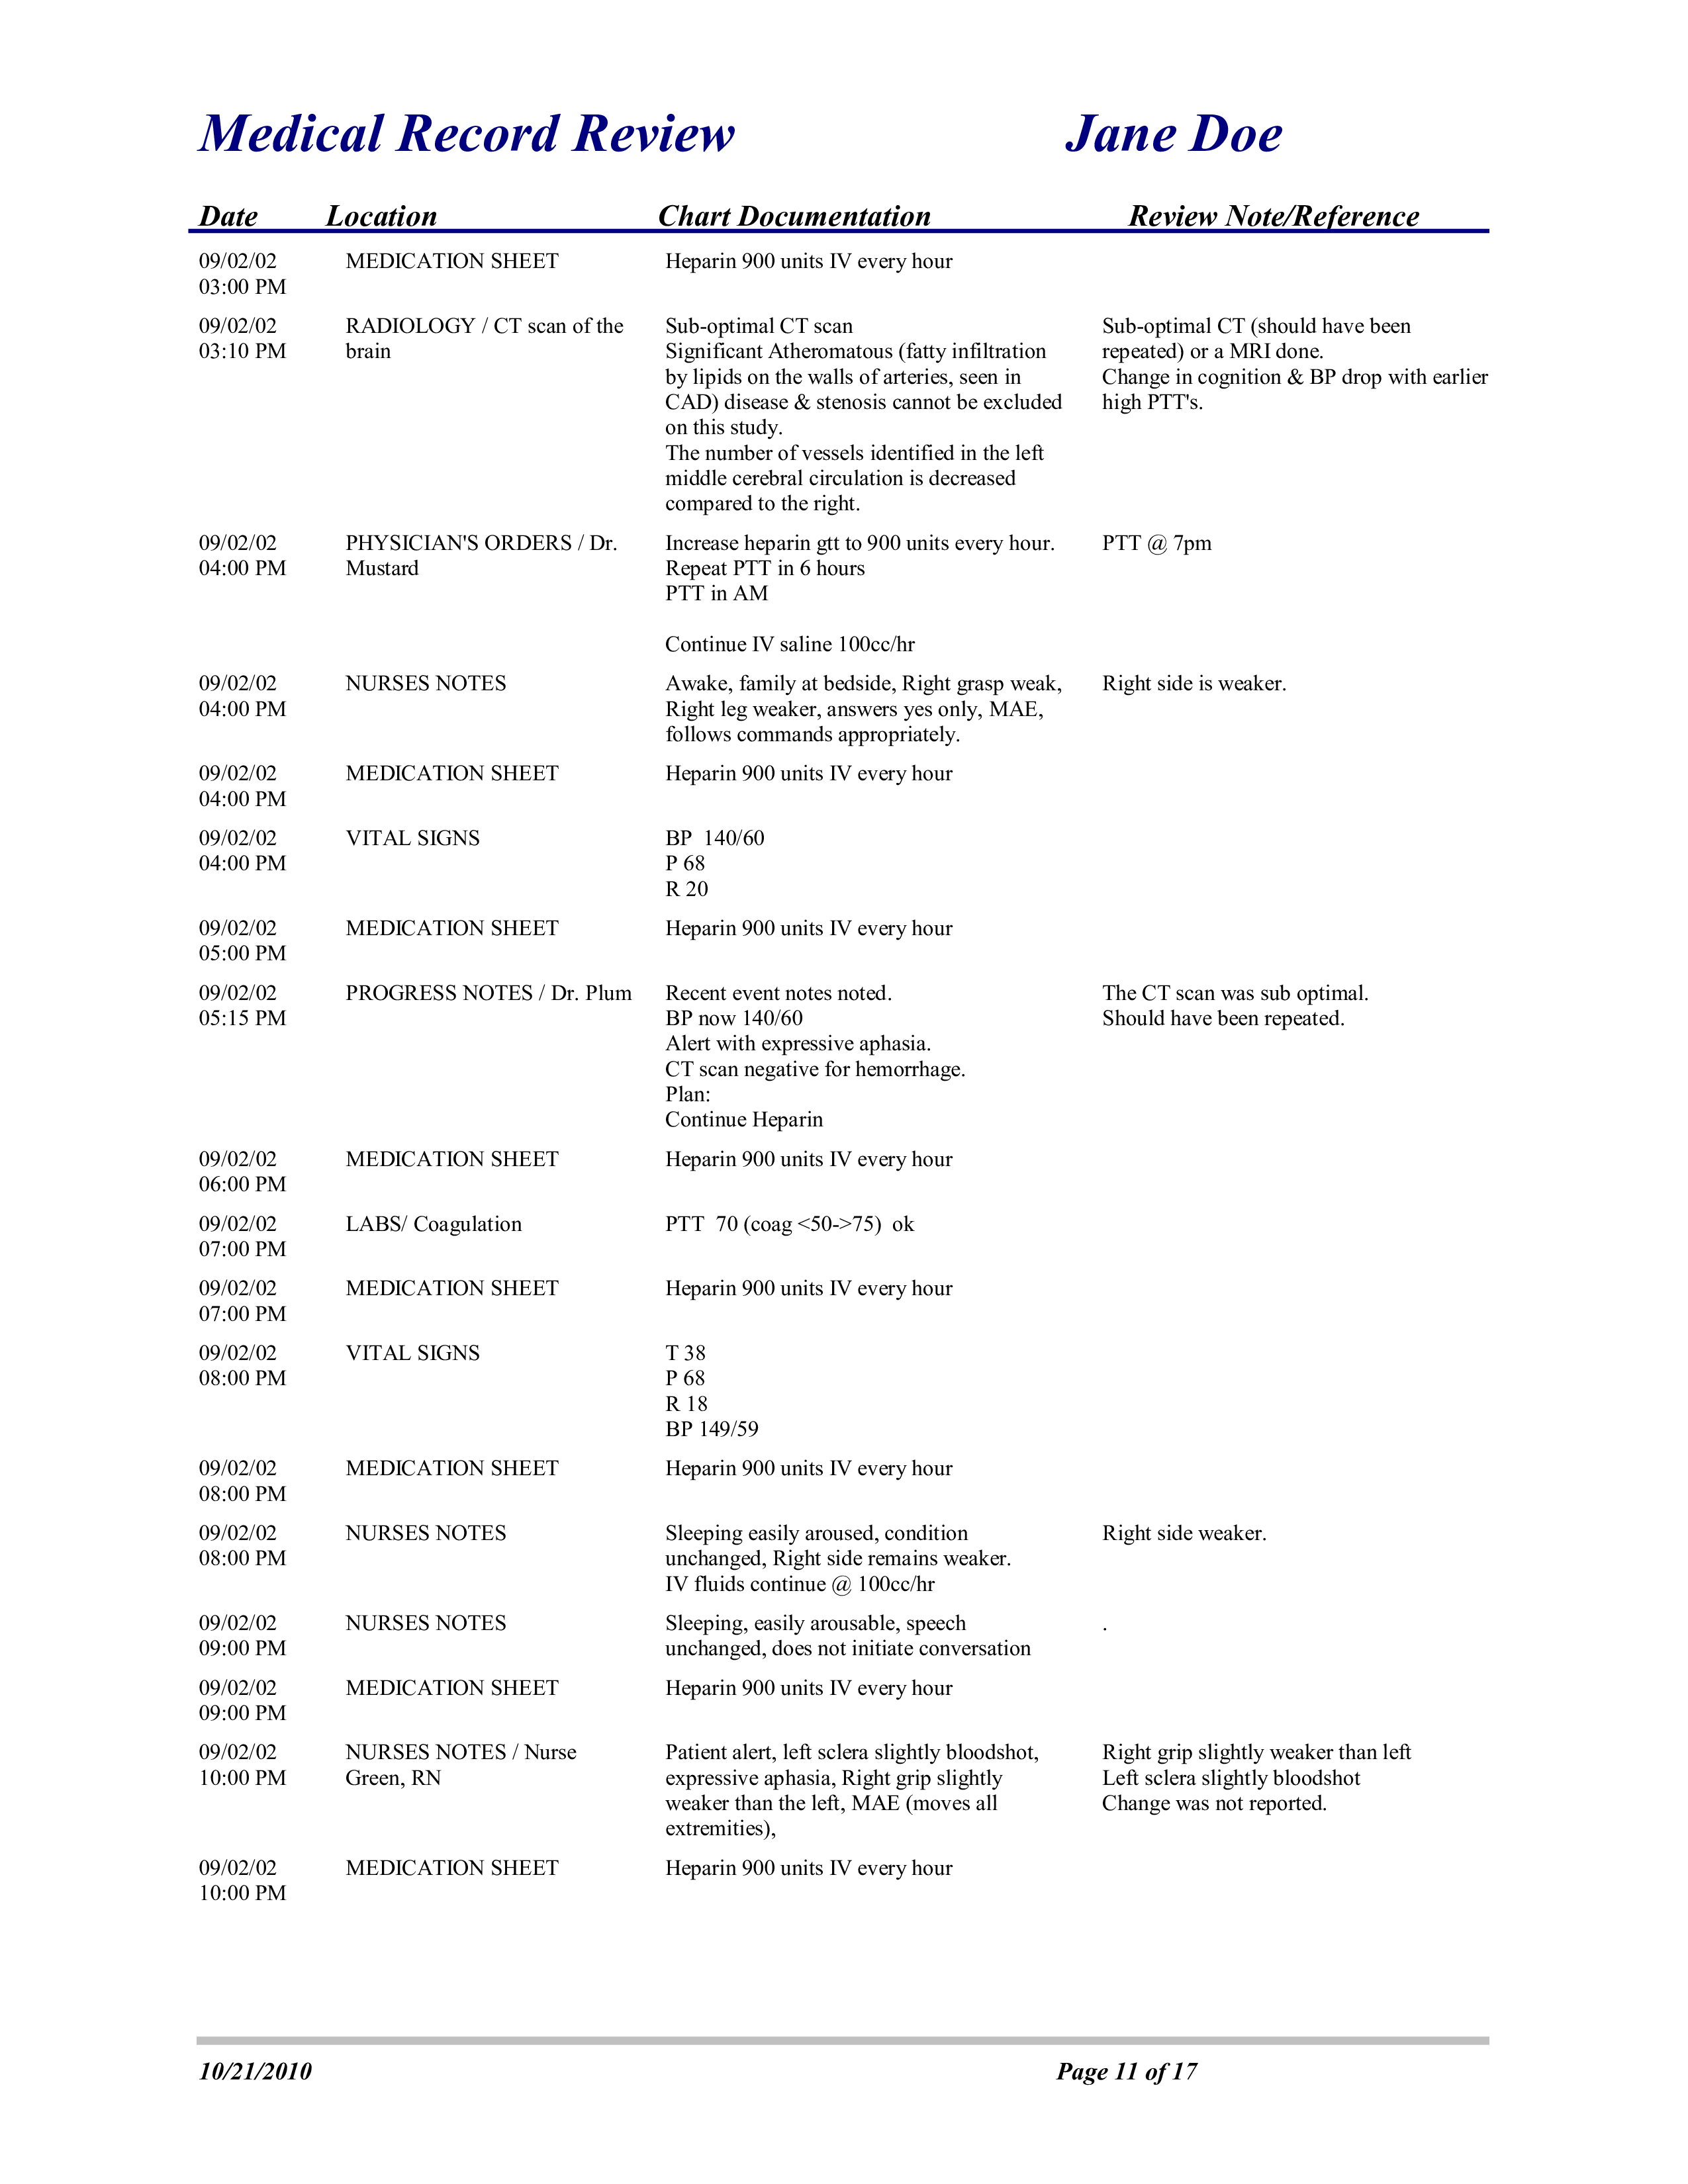 Medical Record Review Jane Doe
Date Location Chart Documentation Review Note/Reference
09/02/02 MEDICATION SHEET Heparin 900 units IV every hour
03:00 PM
09/02/02 RADIOLOGY / CT scan of the Sub-optimal CT scan Sub-optimal CT (should have been
03:10 PM brain Significant Atheromatous (fatty infiltration repeated) or a MRI done.
by lipids on the walls of arteries, seen in Change in cognition & BP drop with earlier
CAD) disease & stenosis cannot be excluded high PTT's.
on this study.
The number of vessels identified in the left
middle cerebral circulation is decreased
compared to the right.
09/02/02 PHYSICIAN'S ORDERS / Dr. Increase heparin gtt to 900 units every hour. PTT @ 7pm
04:00 PM Mustard Repeat PTT in 6 hours
PTT in AM
Continue IV saline 100cc/hr
09/02/02 NURSES NOTES Awake, family at bedside, Right grasp weak, Right side is weaker.
04:00 PM Right leg weaker, answers yes only, MAE,
follows commands appropriately.
09/02/02 MEDICATION SHEET Heparin 900 units IV every hour
04:00 PM
09/02/02 VITAL SIGNS BP 140/60
04:00 PM P 68
R 20
09/02/02 MEDICATION SHEET Heparin 900 units IV every hour
05:00 PM
09/02/02 PROGRESS NOTES / Dr. Plum Recent event notes noted. The CT scan was sub optimal.
05:15 PM BP now 140/60 Should have been repeated.
Alert with expressive aphasia.
CT scan negative for hemorrhage.
Plan:
Continue Heparin
09/02/02 MEDICATION SHEET Heparin 900 units IV every hour
06:00 PM
09/02/02 LABS/ Coagulation PTT 70 (coag <50->75) ok
07:00 PM
09/02/02 MEDICATION SHEET Heparin 900 units IV every hour
07:00 PM
09/02/02 VITAL SIGNS T 38
08:00 PM P 68
R 18
BP 149/59
09/02/02 MEDICATION SHEET Heparin 900 units IV every hour
08:00 PM
09/02/02 NURSES NOTES Sleeping easily aroused, condition Right side weaker.
08:00 PM unchanged, Right side remains weaker.
IV fluids continue @ 100cc/hr
09/02/02 NURSES NOTES Sleeping, easily arousable, speech .
09:00 PM unchanged, does not initiate conversation
09/02/02 MEDICATION SHEET Heparin 900 units IV every hour
09:00 PM
09/02/02 NURSES NOTES / Nurse Patient alert, left sclera slightly bloodshot, Right grip slightly weaker than left
10:00 PM Green, RN expressive aphasia, Right grip slightly Left sclera slightly bloodshot
weaker than the left, MAE (moves all Change was not reported.
extremities),
09/02/02 MEDICATION SHEET Heparin 900 units IV every hour
10:00 PM
10/21/2010 Page 11 of 17